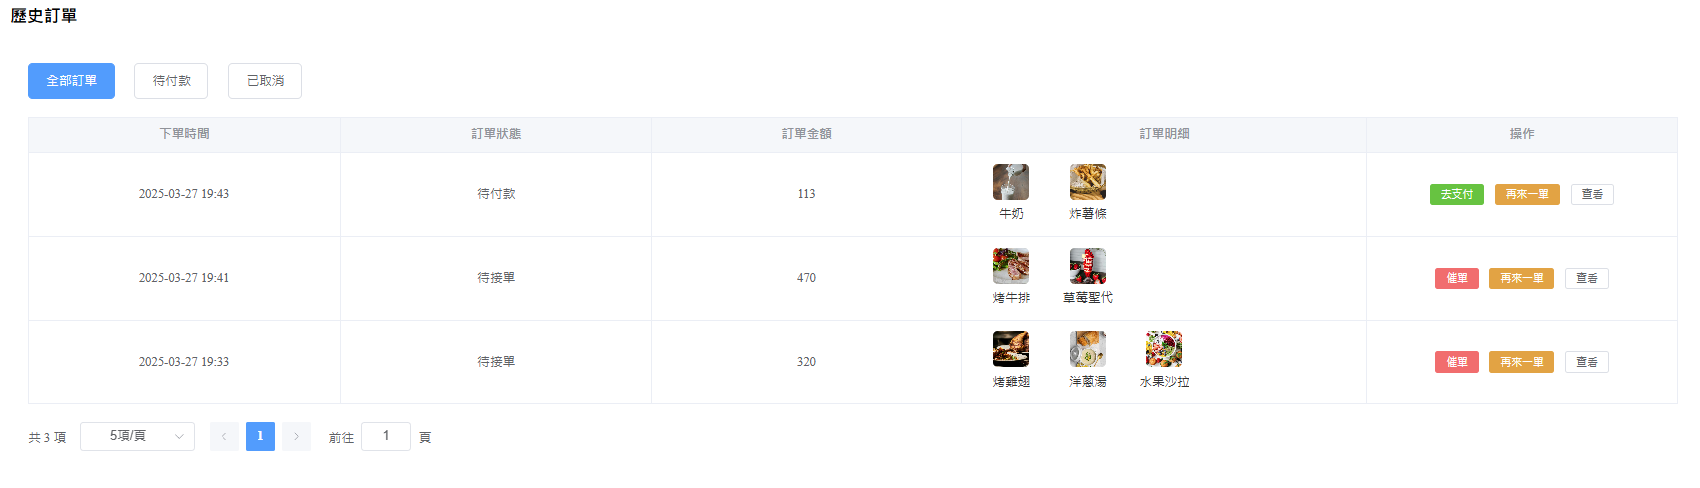 歷史訂單
全部訂單 待付款 已取消
下單時間 訂單狀態 訂單金額 訂單明細 操作
2025-03-27 19:43 待付款 113 牛奶 炸薯條 去支付 再來一單 查看
2025-03-27 19:41 待接單 470 烤牛排 草莓聖代 催單 再來一單 查看
2025-03-27 19:33 待接單 320 烤雞翅 洋蔥湯 水果沙拉 催單 再來一單 查看
共 3 項 5項/頁 1 前往 1 頁